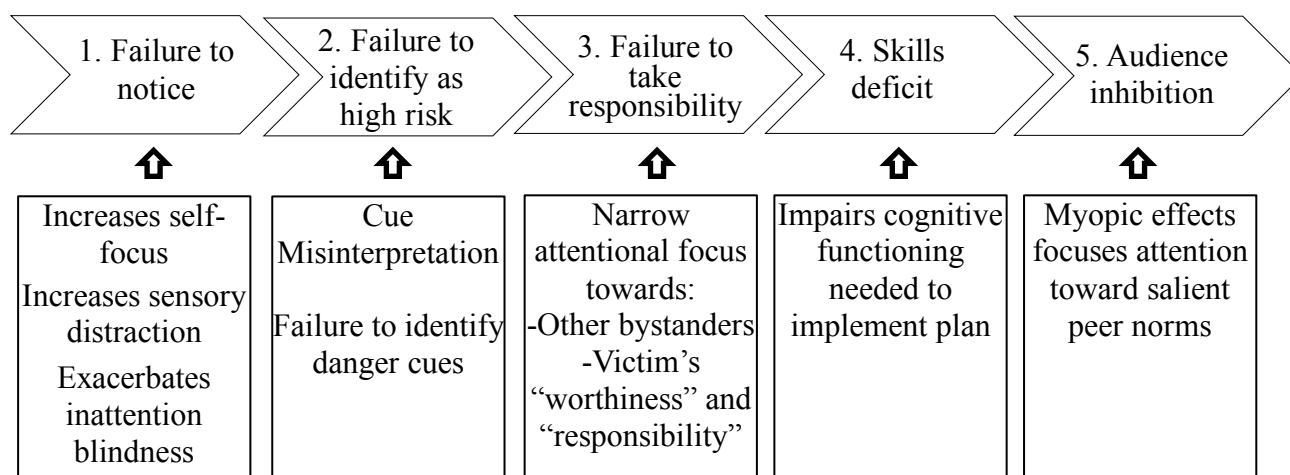 1. Failure to
notice
2. Failure to
identify as
high risk
3. Failure to
take
responsibility
4. Skills
deficit
5. Audience
inhibition
Increases self-
focus
Increases sensory
distraction
Exacerbates
inattention
blindness
Cue
Misinterpretation
Failure to identify
danger cues
Narrow
attentional focus
towards:
-Other bystanders
-Victim’s
“worthiness” and
“responsibility”
Impairs cognitive
functioning
needed to
implement plan
Myopic effects
focuses attention
toward salient
peer norms